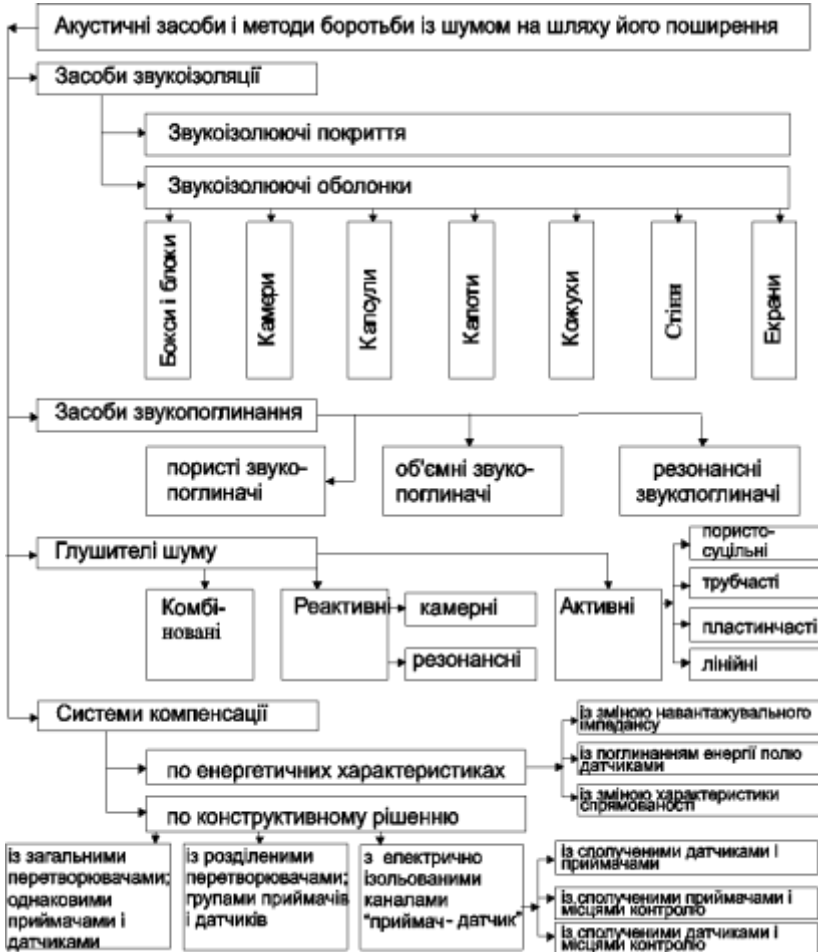 Акустичні засоби і методи боротьби із шумом на шляху його поширення
Засоби звукоізоляції
Звукоізолюючі покриття
Звукоізолюючі оболонки
Бокси і блоки
Камери
Капсули
Капоти
Кожухи
Стіни
Екрани
Засоби звукопоглинання
пористі звуко-
поглиначі
об'ємні звуко-
поглиначі
резонансні
звукопоглиначі
Глушителі шуму
Комбі-
новані
Реактивні
камерні
резонансні
Активні
пористо-
суцільні
трубчасті
пластинчасті
лінійні
Системи компенсації
по енергетичних характеристиках
із зміною навантажувального
імпедансу
із поглинанням енергії полю
датчиками
із зміною характеристики
спрямованості
по конструктивному рішенню
із загальними
перетворювачами;
однаковими
приймачами і
датчиками
із розділеними
перетворювачами;
групами приймачів
і датчиків
з електрично
ізольованими
каналами
"приймач - датчик"
із сполученими датчиками і
приймачами
із сполученими приймачами і
місцями контролю
із сполученими датчиками і
місцями контролю